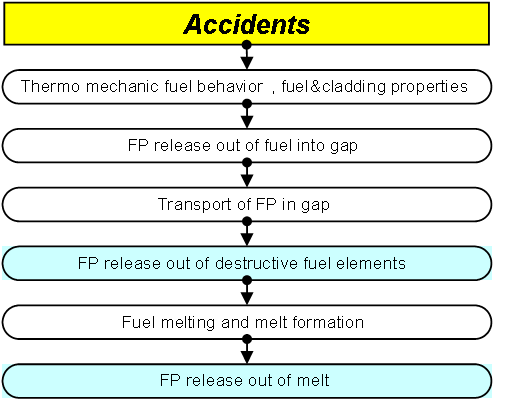 Accidents
Thermo mechanic fuel behavior , fuel&cladding properties
FP release out of fuel into gap
Transport of FP in gap
FP release out of destructive fuel elements
Fuel melting and melt formation
FP release out of melt